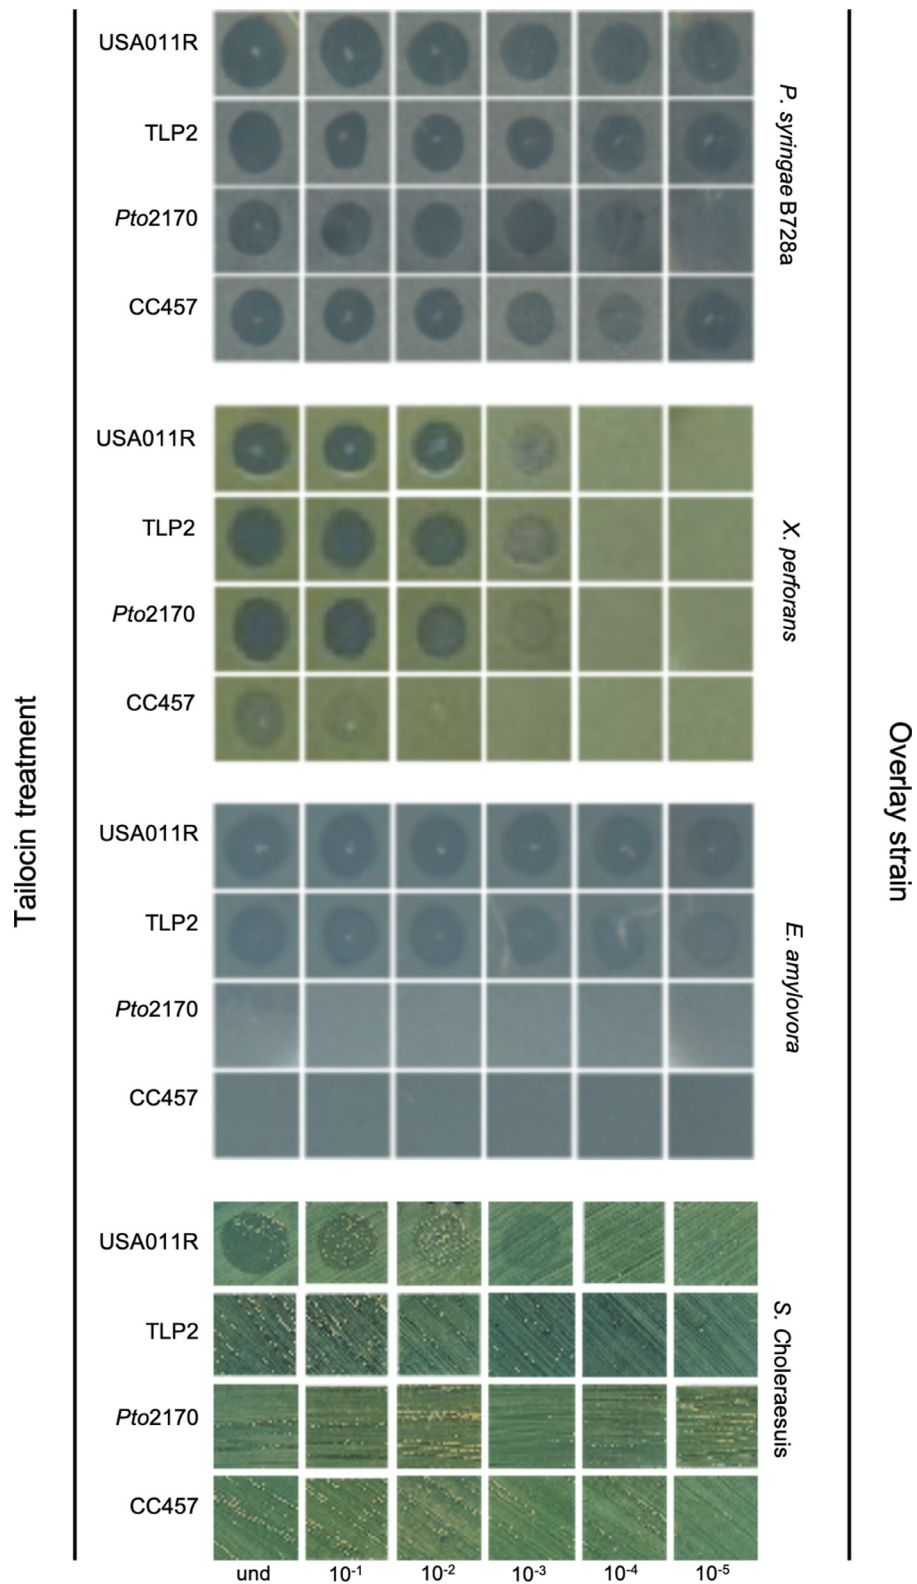 Tailocin treatment
Overlay strain
USA011R
TLP2
Pto2170
CC457
P. syringae B728a
USA011R
TLP2
Pto2170
CC457
X. perforans
USA011R
TLP2
Pto2170
CC457
E. amylovora
USA011R
TLP2
Pto2170
CC457
S. Choleraesuis
und 10⁻¹ 10⁻² 10⁻³ 10⁻⁴ 10⁻⁵